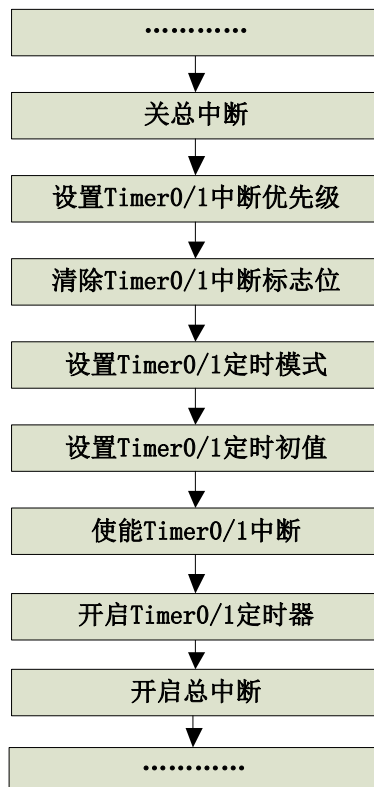 …………
关总中断
设置Timer0/1中断优先级
清除Timer0/1中断标志位
设置Timer0/1定时模式
设置Timer0/1定时初值
使能Timer0/1中断
开启Timer0/1定时器
开启总中断
…………